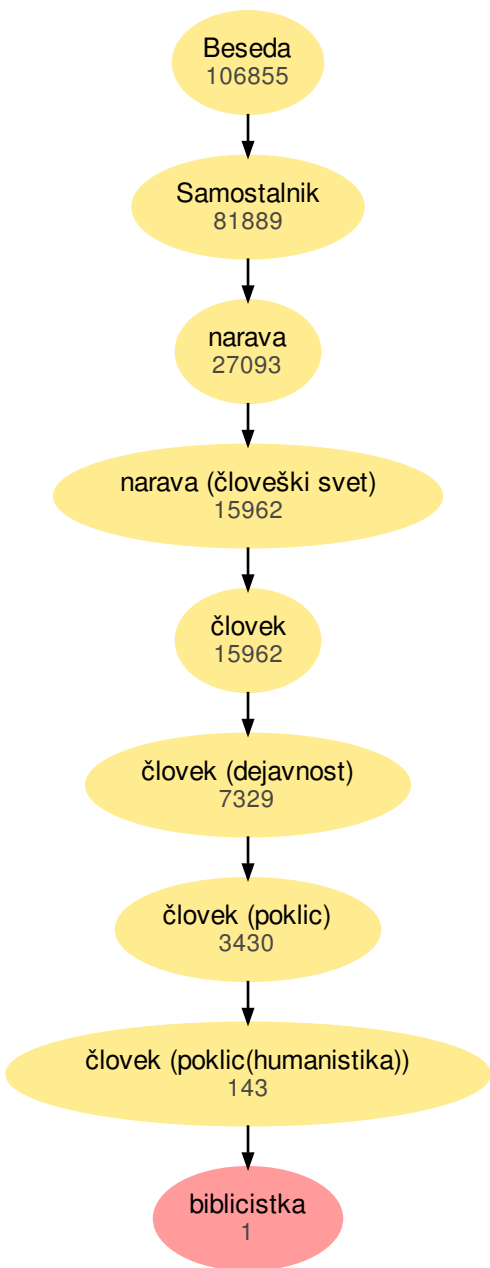 Beseda
106855
Samostalnik
81889
narava
27093
narava (človeški svet)
15962
človek
15962
človek (dejavnost)
7329
človek (poklic)
3430
človek (poklic(humanistika))
143
biblicistka
1